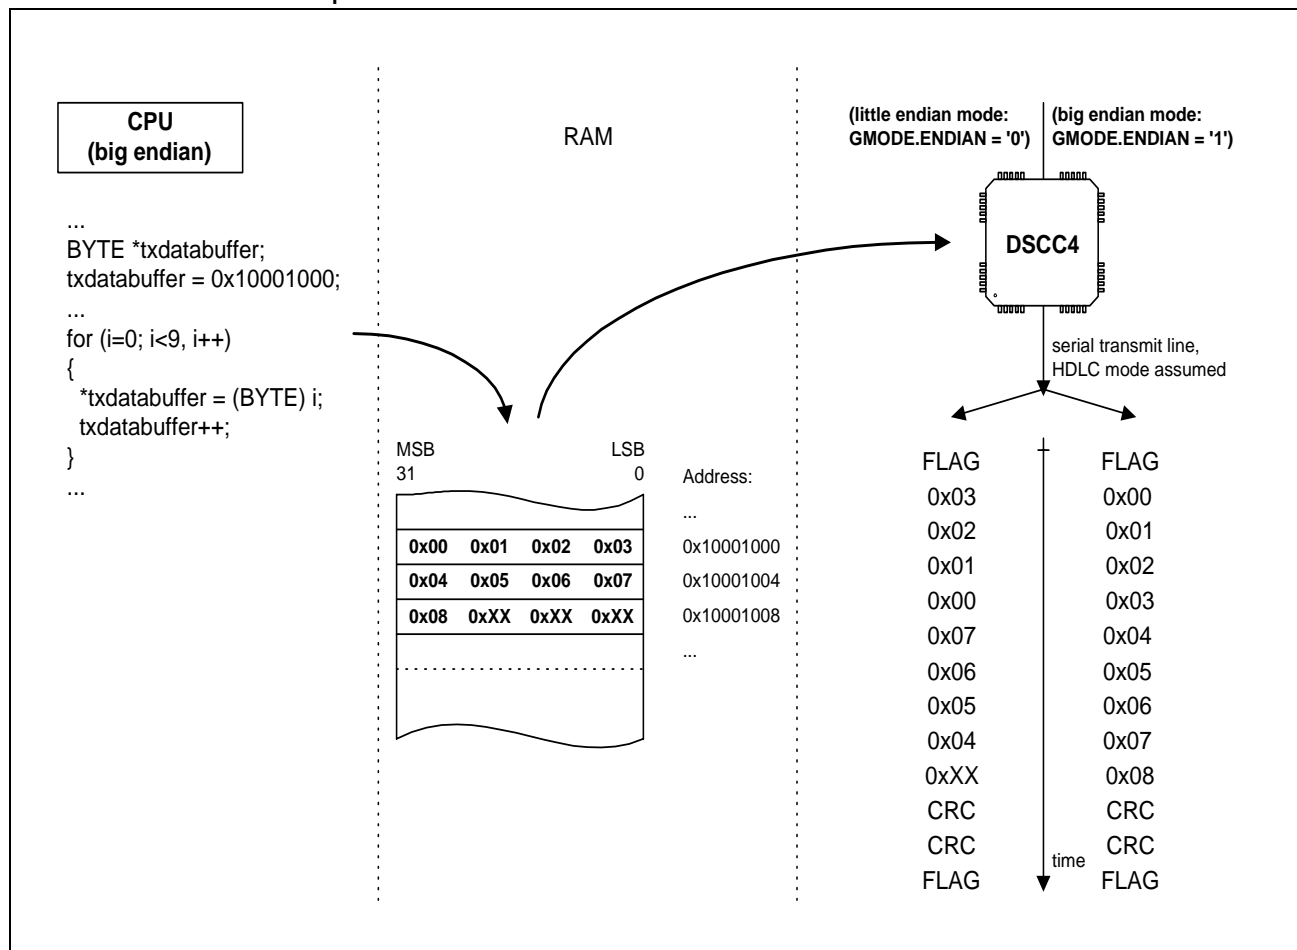 CPU
(big endian)
...
BYTE *txdatabuffer;
txdatabuffer = 0x10001000;
...
for (i=0; i<9, i++)
{
*txdatabuffer = (BYTE) i;
txdatabuffer++;
}
...
RAM
MSB LSB
31 0
Address:
...
0x00 0x01 0x02 0x03 0x10001000
0x04 0x05 0x06 0x07 0x10001004
0x08 0xXX 0xXX 0xXX 0x10001008
...
(little endian mode:
GMODE.ENDIAN = '0')
(big endian mode:
GMODE.ENDIAN = '1')
DSCC4
serial transmit line,
HDLC mode assumed
FLAG FLAG
0x03 0x00
0x02 0x01
0x01 0x02
0x00 0x03
0x07 0x04
0x06 0x05
0x05 0x06
0x04 0x07
0xXX 0x08
CRC CRC
CRC CRC
time
FLAG FLAG